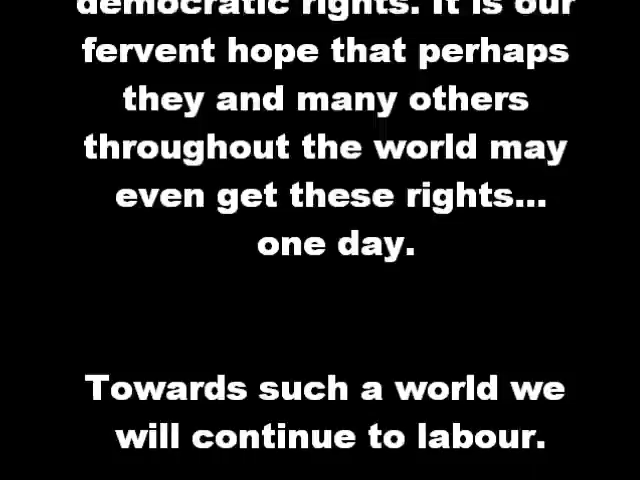 democratic rights. It is our
fervent hope that perhaps
they and many others
throughout the world may
even get these rights...
one day.
Towards such a world we
will continue to labour.